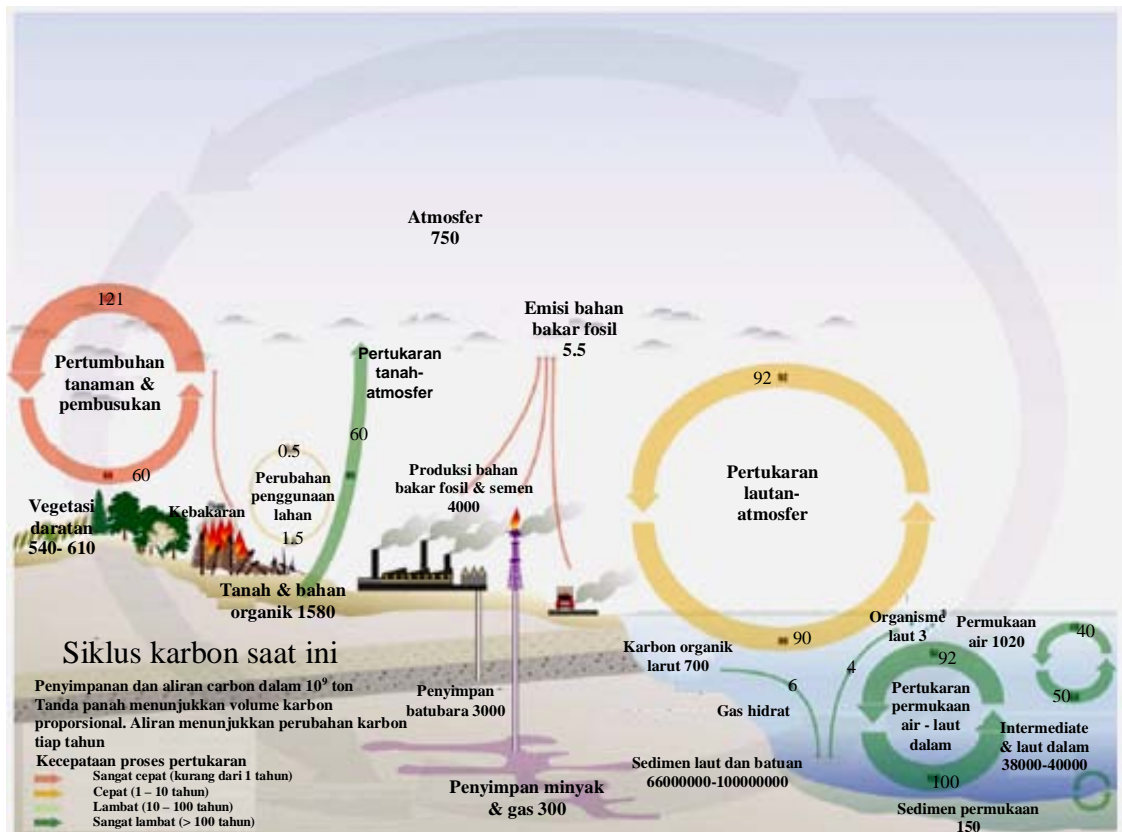 Atmosfer
750
121
Pertumbuhan
tanaman &
pembusukan
60
Emisi bahan
bakar fosil
5.5
Pertukaran
tanah-
atmosfer
60
0.5
Perubahan
penggunaan
lahan
1.5
Kebakaran
Vegetasi
daratan
540- 610
Tanah & bahan
organik 1580
Produksi bahan
bakar fosil & semen
4000
92
Pertukaran
lautan-
atmosfer
90
Organisme
laut 3
Permukaan
air 1020
40
50
Karbon organik
larut 700
6
4
Gas hidrat
92
Pertukaran
permukaan
air - laut
dalam
100
Intermediate
& laut dalam
38000-40000
Sedimen laut dan batuan
66000000-100000000
Sedimen permukaan
150
Penyimpan
batubara 3000
Penyimpan minyak
& gas 300
Siklus karbon saat ini
Penyimpanan dan aliran carbon dalam 10⁹ ton
Tanda panah menunjukkan volume karbon
proporsional. Aliran menunjukkan perubahan karbon
tiap tahun
Kecepataan proses pertukaran
Sangat cepat (kurang dari 1 tahun)
Cepat (1 – 10 tahun)
Lambat (10 – 100 tahun)
Sangat lambat (> 100 tahun)